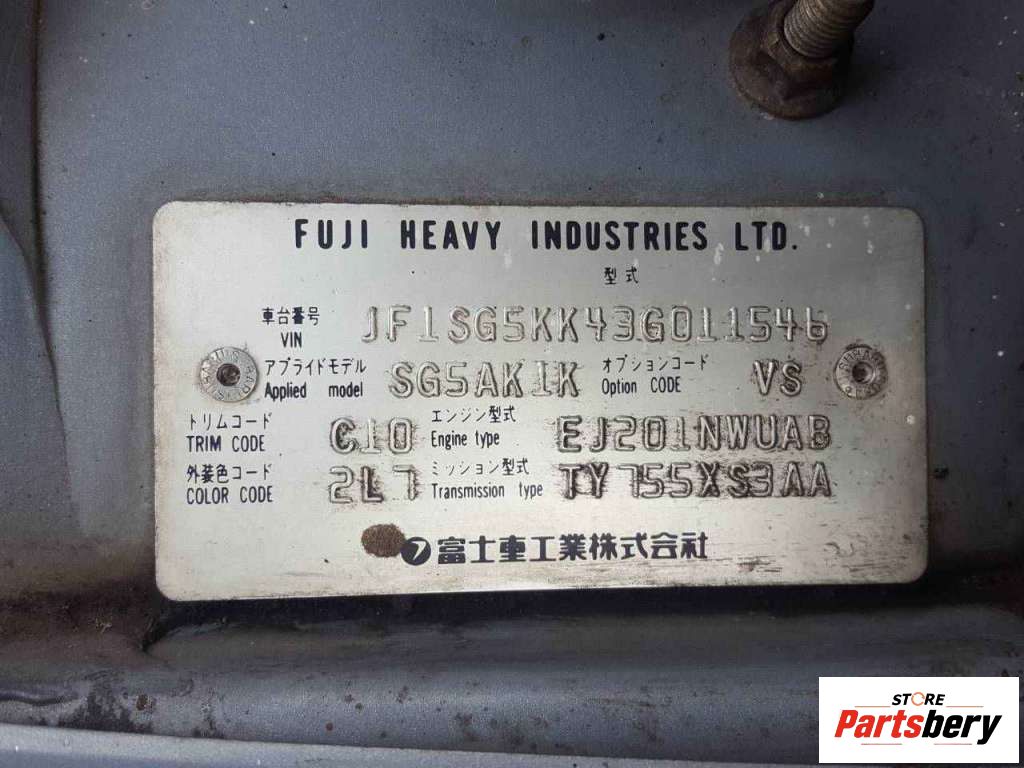 FUJI HEAVY INDUSTRIES LTD.
型式
車台番号 VIN JF1SG5KK43G011546
アプライドモデル Applied model SG5AK1K オプションコード Option CODE VS
トリムコード TRIM CODE C10 エンジン型式 Engine type EJ201NWUAB
外装色コード COLOR CODE 2L7 ミッション型式 Transmission type TY755XS3AA
7 富士重工業株式会社
STORE
Partsbery